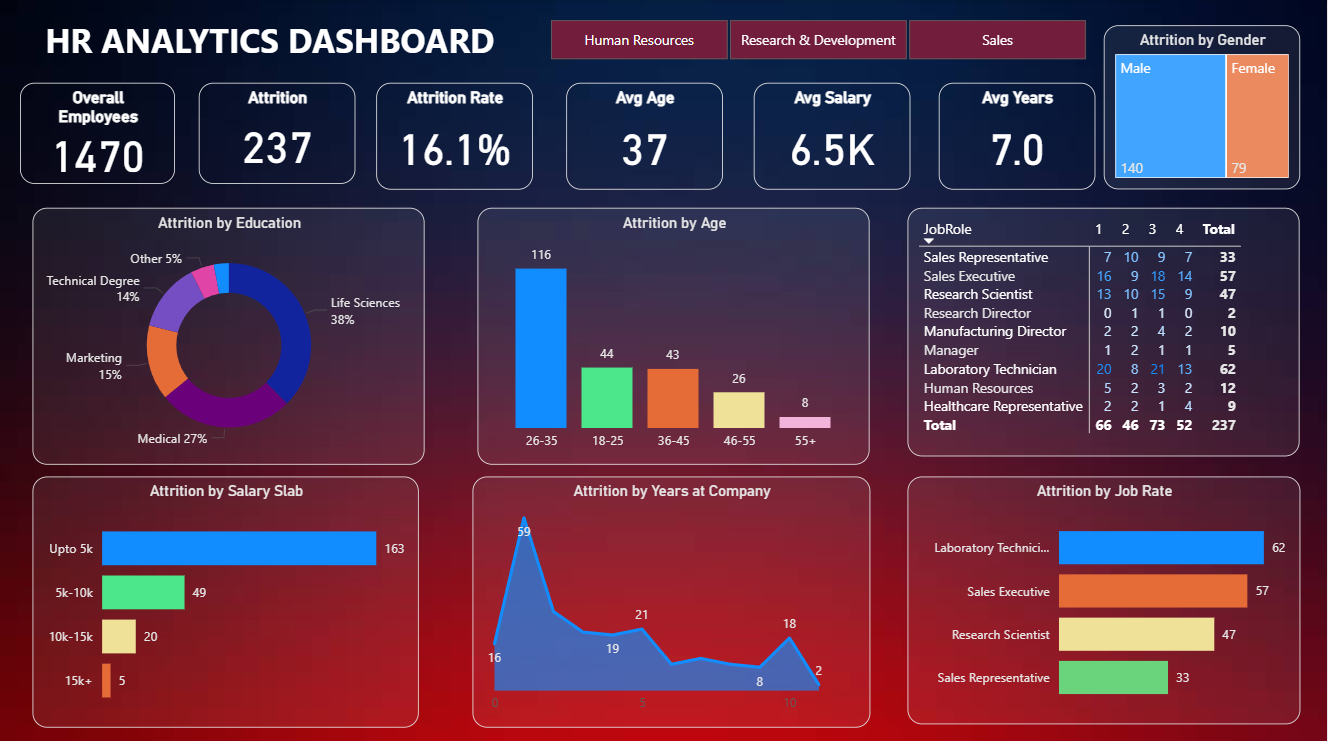 HR ANALYTICS DASHBOARD
Human Resources
Research & Development
Sales
Overall
Employees
1470
Attrition
237
Attrition Rate
16.1%
Avg Age
37
Avg Salary
6.5K
Avg Years
7.0
Attrition by Gender
Male
Female
140
79
Attrition by Education
Other 5%
Technical Degree
14%
Life Sciences
38%
Marketing
15%
Medical 27%
Attrition by Age
116
44
43
26
8
26-35
18-25
36-45
46-55
55+
JobRole 1 2 3 4 Total
Sales Representative 7 10 9 7 33
Sales Executive 16 9 18 14 57
Research Scientist 13 10 15 9 47
Research Director 0 1 1 0 2
Manufacturing Director 2 2 4 2 10
Manager 1 2 1 1 5
Laboratory Technician 20 8 21 13 62
Human Resources 5 2 3 2 12
Healthcare Representative 2 2 1 4 9
Total 66 46 73 52 237
Attrition by Salary Slab
Upto 5k 163
5k-10k 49
10k-15k 20
15k+ 5
Attrition by Years at Company
59
16
19
21
8
18
2
0
5
10
Attrition by Job Rate
Laboratory Technici... 62
Sales Executive 57
Research Scientist 47
Sales Representative 33